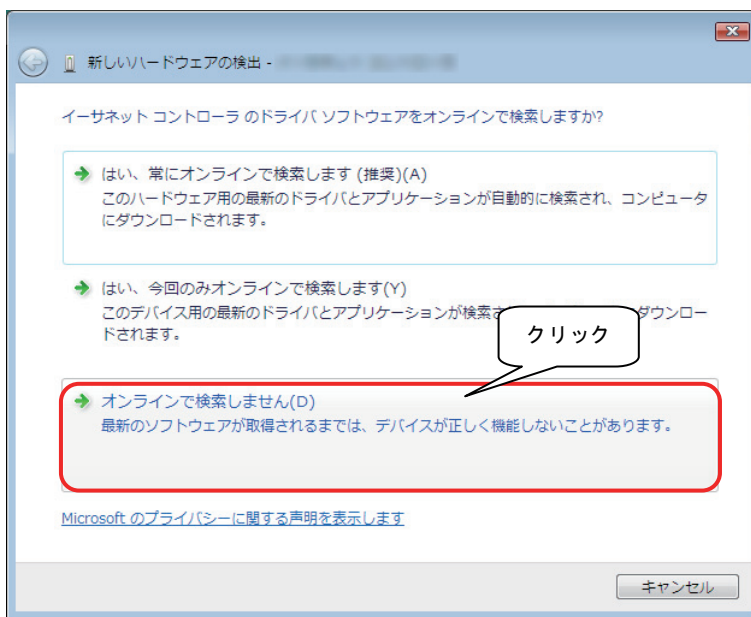 新しいハードウェアの検出 -
イーサネット コントローラ のドライバ ソフトウェアをオンラインで検索しますか?
はい、常にオンラインで検索します (推奨)(A)
このハードウェア用の最新のドライバとアプリケーションが自動的に検索され、コンピュータ
にダウンロードされます。
はい、今回のみオンラインで検索します(Y)
このデバイス用の最新のドライバとアプリケーションが検索さ ダウンロー
ドされます。
クリック
オンラインで検索しません(D)
最新のソフトウェアが取得されるまでは、デバイスが正しく機能しないことがあります。
Microsoft のプライバシーに関する声明を表示します
キャンセル